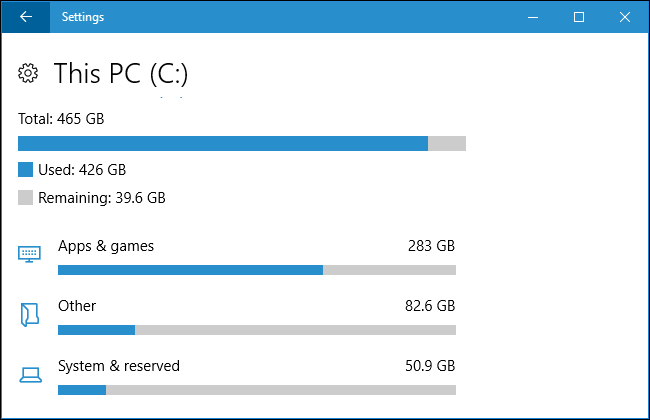 Settings
This PC (C:)
Total: 465 GB
Used: 426 GB
Remaining: 39.6 GB
Apps & games 283 GB
Other 82.6 GB
System & reserved 50.9 GB